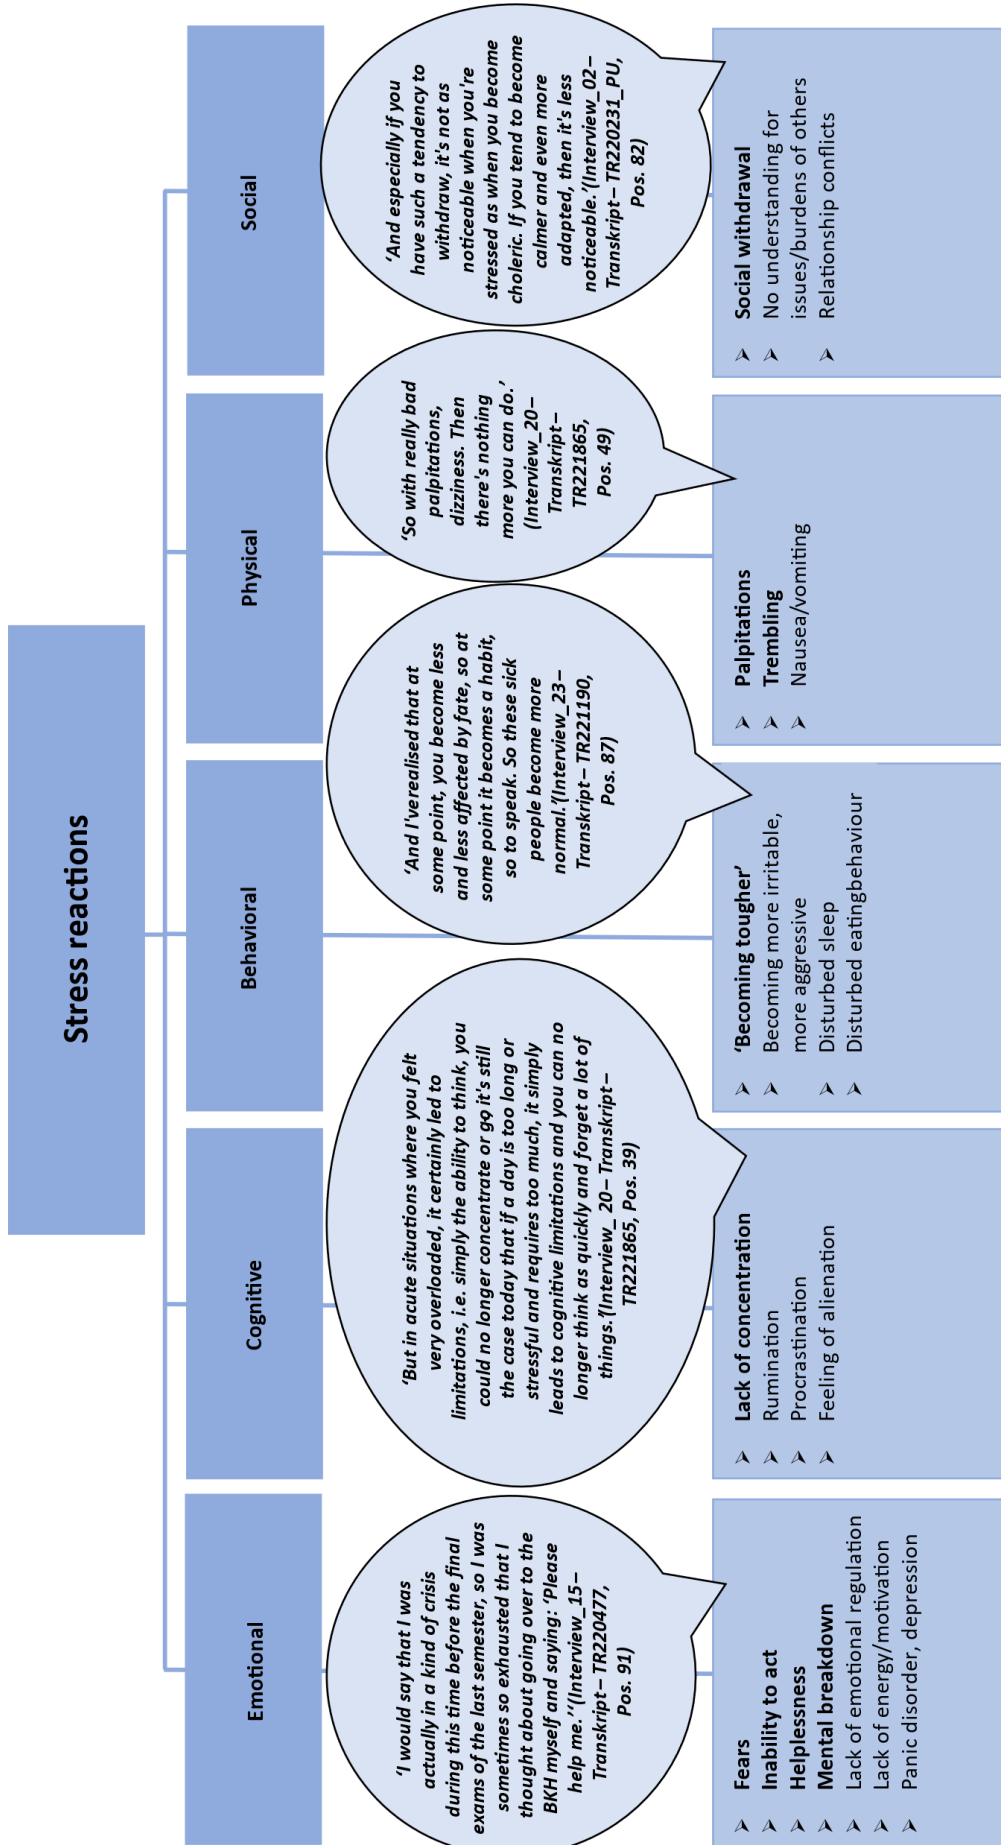 Stress reactions
Emotional
Cognitive
Behavioral
Physical
Social
‘I would say that I was
actually in a kind of crisis
during this time before the final
exams of the last semester, so I was
sometimes so exhausted that I
thought about going over to the
BKH myself and saying: ‘Please
help me.’‘(Interview_15–
Transkript– TR220477,
Pos. 91)
‘But in acute situations where you felt
very overloaded, it certainly led to
limitations, i.e. simply the ability to think, you
could no longer concentrate or go it's still
the case today that if a day is too long or
stressful and requires too much, it simply
leads to cognitive limitations and you can no
longer think as quickly and forget a lot of
things.’(Interview_ 20– Transkript–
TR221865, Pos. 39)
‘And I'verealised that at
some point, you become less
and less affected by fate, so at
some point it becomes a habit,
so to speak. So these sick
people become more
normal.’(Interview_23–
Transkript– TR221190,
Pos. 87)
‘So with really bad
palpitations,
dizziness. Then
there's nothing
more you can do.’
(Interview_20–
Transkript–
TR221865,
Pos. 49)
‘And especially if you
have such a tendency to
withdraw, it's not as
noticeable when you're
stressed as when you become
choleric. If you tend to become
calmer and even more
adapted, then it's less
noticeable.’(Interview_02–
Transkript– TR220231_PU,
Pos. 82)
➢ Fears
➢ Inability to act
➢ Helplessness
➢ Mental breakdown
➢ Lack of emotional regulation
➢ Lack of energy/motivation
➢ Panic disorder, depression
➢ Lack of concentration
➢ Rumination
➢ Procrastination
➢ Feeling of alienation
➢ ‘Becoming tougher’
➢ Becoming more irritable,
more aggressive
➢ Disturbed sleep
➢ Disturbed eatingbehaviour
➢ Palpitations
➢ Trembling
➢ Nausea/vomiting
➢ Social withdrawal
➢ No understanding for
issues/burdens of others
➢ Relationship conflicts